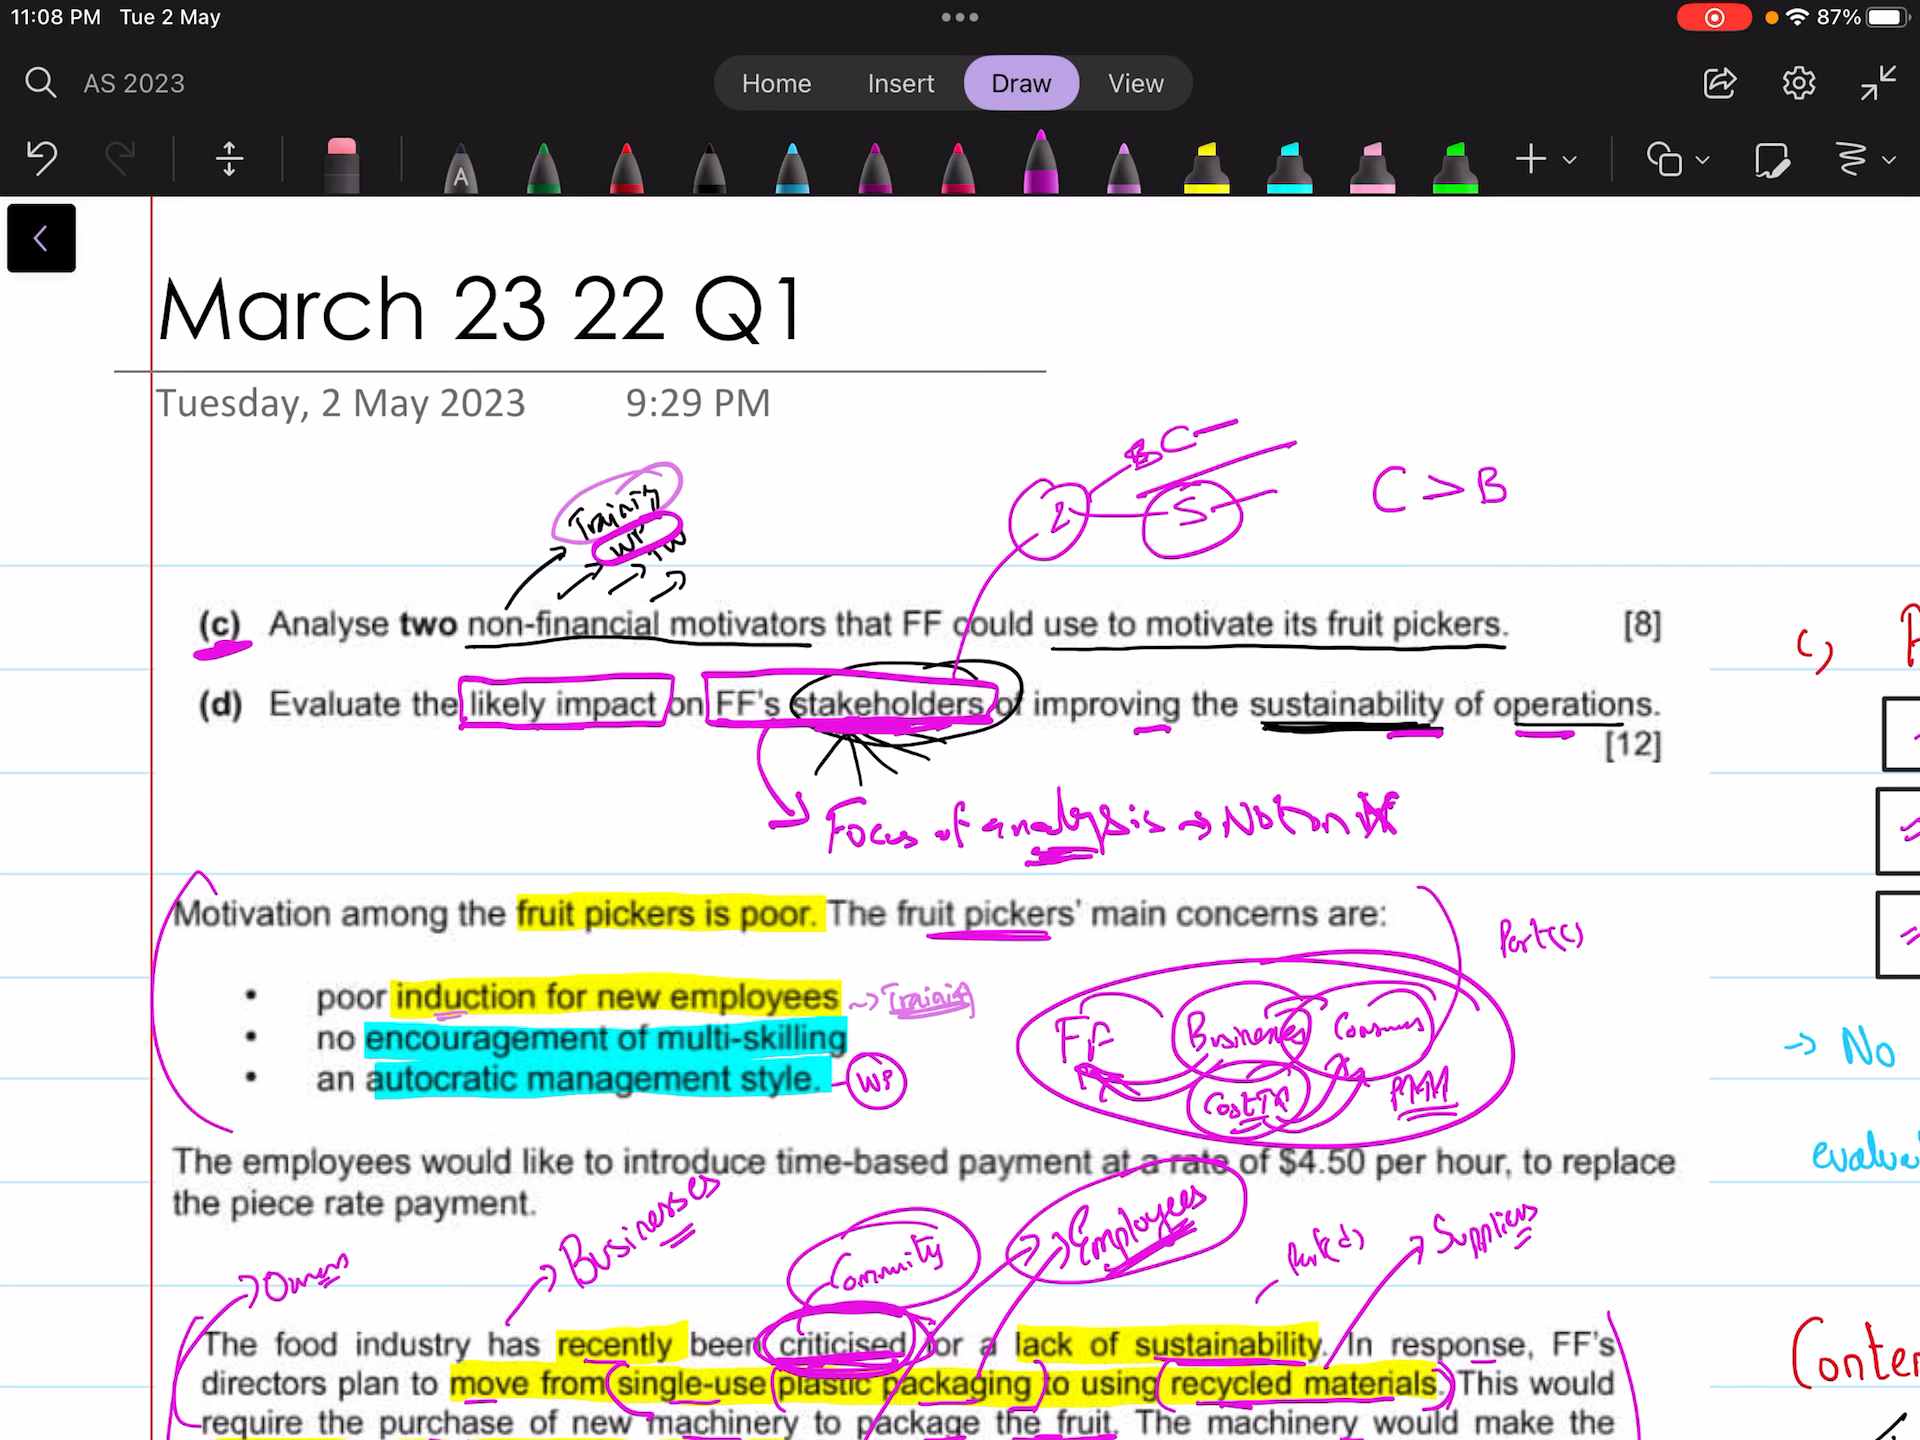 11:08 PM Tue 2 May
87%
AS 2023
Home Insert Draw View
A
March 23 22 Q1
Tuesday, 2 May 2023 9:29 PM
C
2 S C > B
Training
WP
(c) Analyse two non-financial motivators that FF could use to motivate its fruit pickers. [8]
c,
(d) Evaluate the likely impact on FF's stakeholders of improving the sustainability of operations.
[12]
Focus of analysis → Not on
Motivation among the fruit pickers is poor. The fruit pickers' main concerns are:
Part(c)
• poor induction for new employees → Training
• no encouragement of multi-skilling
• an autocratic management style. WP
FF Businesses Consumers
Cost
→ No
The employees would like to introduce time-based payment at a rate of $4.50 per hour, to replace
the piece rate payment.
→ Owners → Businesses Community → Employees Part(d) → Suppliers
The food industry has recently been criticised for a lack of sustainability. In response, FF's
directors plan to move from single-use plastic packaging to using recycled materials. This would
require the purchase of new machinery to package the fruit. The machinery would make the